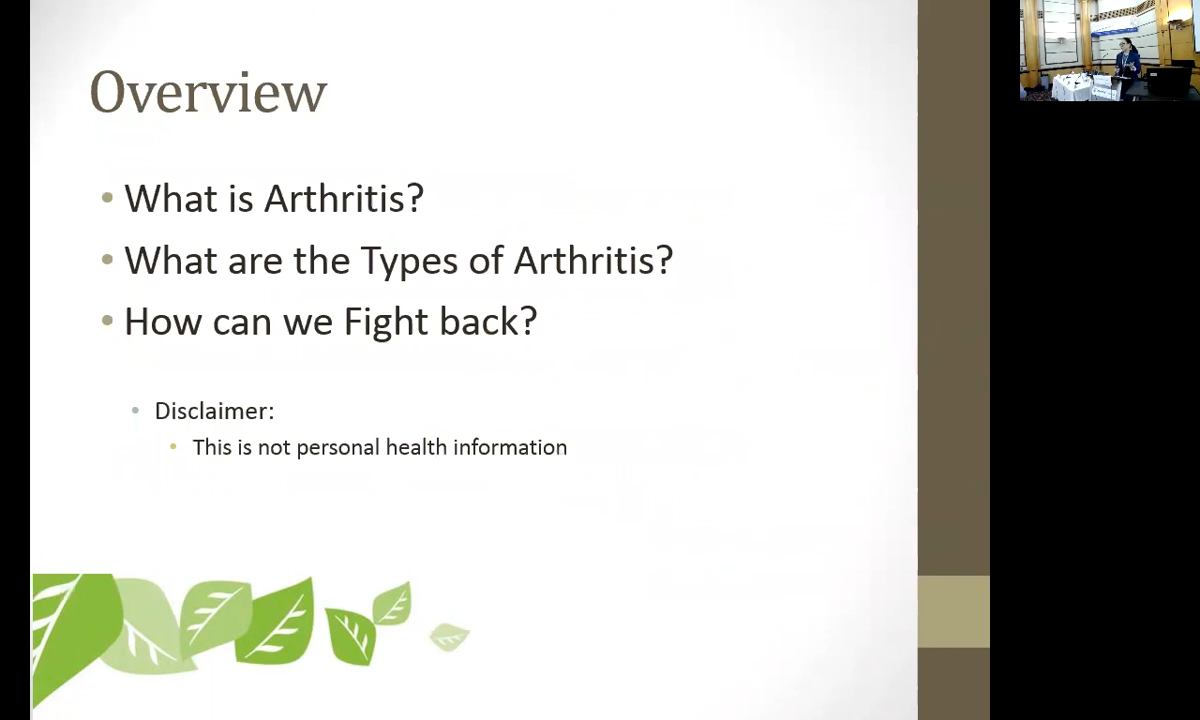 Overview
• What is Arthritis?
• What are the Types of Arthritis?
• How can we Fight back?
• Disclaimer:
• This is not personal health information